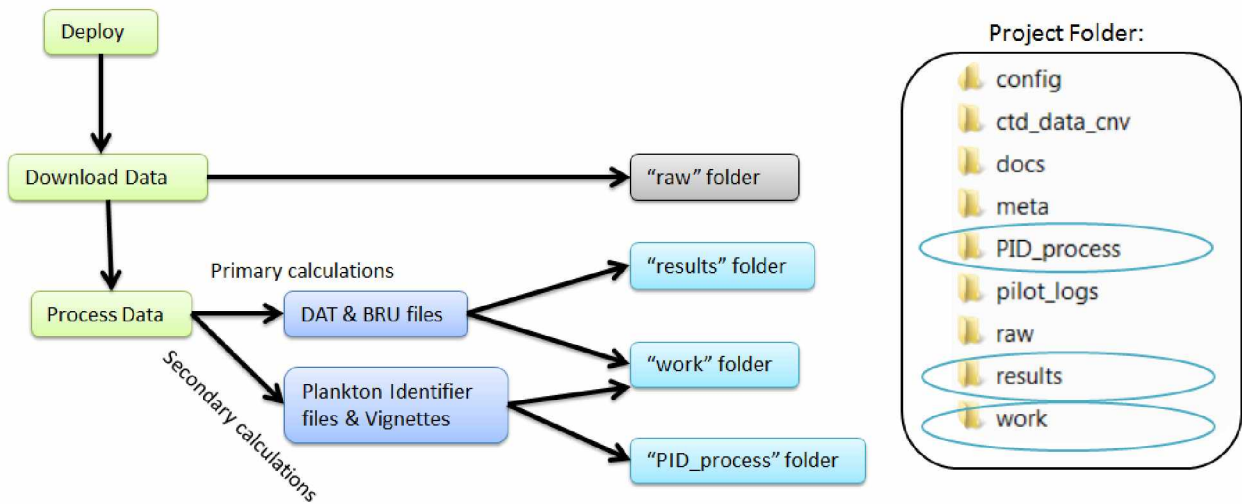 Deploy
Download Data
"raw" folder
Primary calculations
"results" folder
Process Data
DAT & BRU files
"work" folder
Secondary calculations
Plankton Identifier
files & Vignettes
"PID_process" folder
Project Folder:
config
ctd_data_cnv
docs
meta
PID_process
pilot_logs
raw
results
work